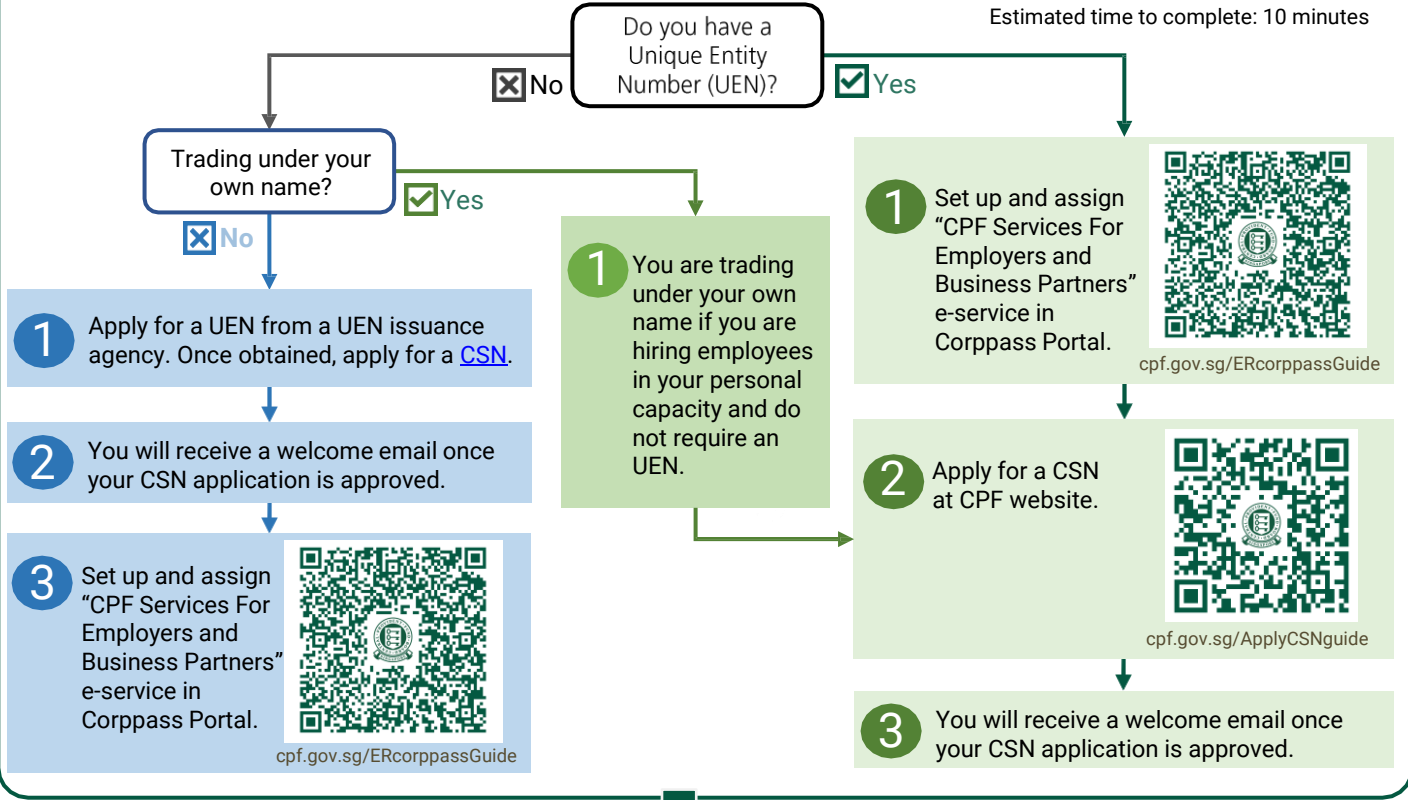 Estimated time to complete: 10 minutes
Do you have a
Unique Entity
Number (UEN)?
No
Yes
Trading under your
own name?
Yes
No
1
Apply for a UEN from a UEN issuance
agency. Once obtained, apply for a CSN.
2
You will receive a welcome email once
your CSN application is approved.
3
Set up and assign
“CPF Services For
Employers and
Business Partners”
e-service in
Corppass Portal.
cpf.gov.sg/ERcorppassGuide
1
You are trading
under your own
name if you are
hiring employees
in your personal
capacity and do
not require an
UEN.
1
Set up and assign
“CPF Services For
Employers and
Business Partners”
e-service in
Corppass Portal.
cpf.gov.sg/ERcorppassGuide
2
Apply for a CSN
at CPF website.
cpf.gov.sg/ApplyCSNguide
3
You will receive a welcome email once
your CSN application is approved.